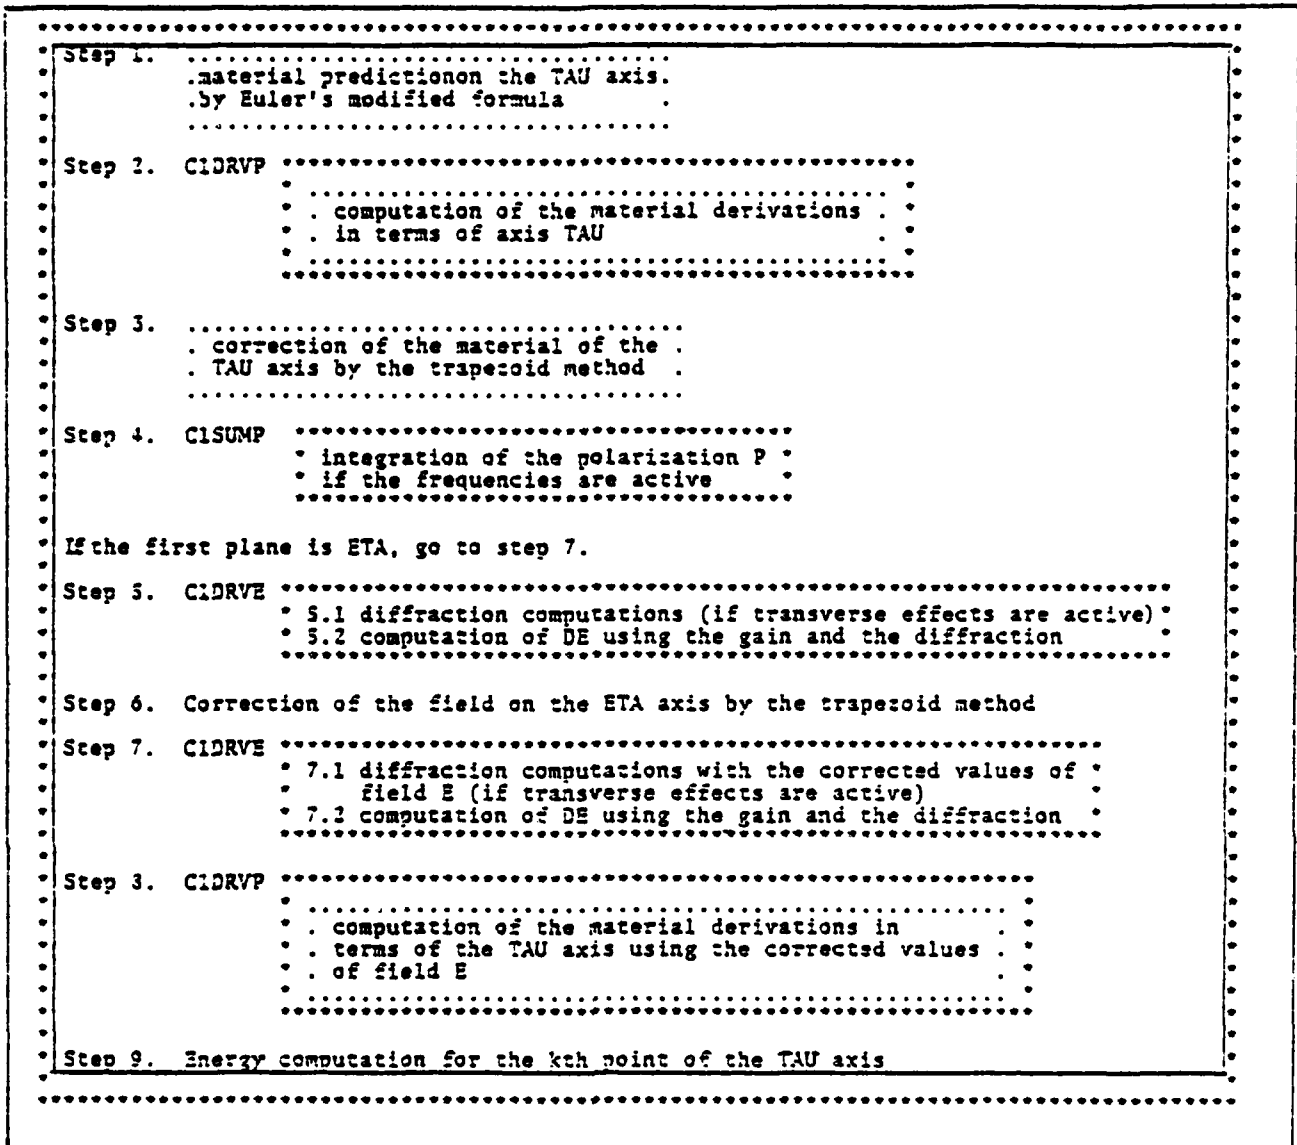 Step 1.
.material predictionon the TAU axis.
.by Euler's modified formula .
Step 2. C1DRVP
. computation of the material derivations .
. in terms of axis TAU .
Step 3.
. correction of the material of the .
. TAU axis by the trapezoid method .
Step 4. C1SUMP
* integration of the polarization P *
* if the frequencies are active *
If the first plane is ETA, go to step 7.
Step 5. C1DRVE
* 5.1 diffraction computations (if transverse effects are active)*
* 5.2 computation of DE using the gain and the diffraction *
Step 6. Correction of the field on the ETA axis by the trapezoid method
Step 7. C1DRVE
* 7.1 diffraction computations with the corrected values of *
* field E (if transverse effects are active) *
* 7.2 computation of DE using the gain and the diffraction *
Step 8. C1DRVP
. computation of the material derivations in .
. terms of the TAU axis using the corrected values .
. of field E .
Step 9. Energy computation for the kth point of the TAU axis